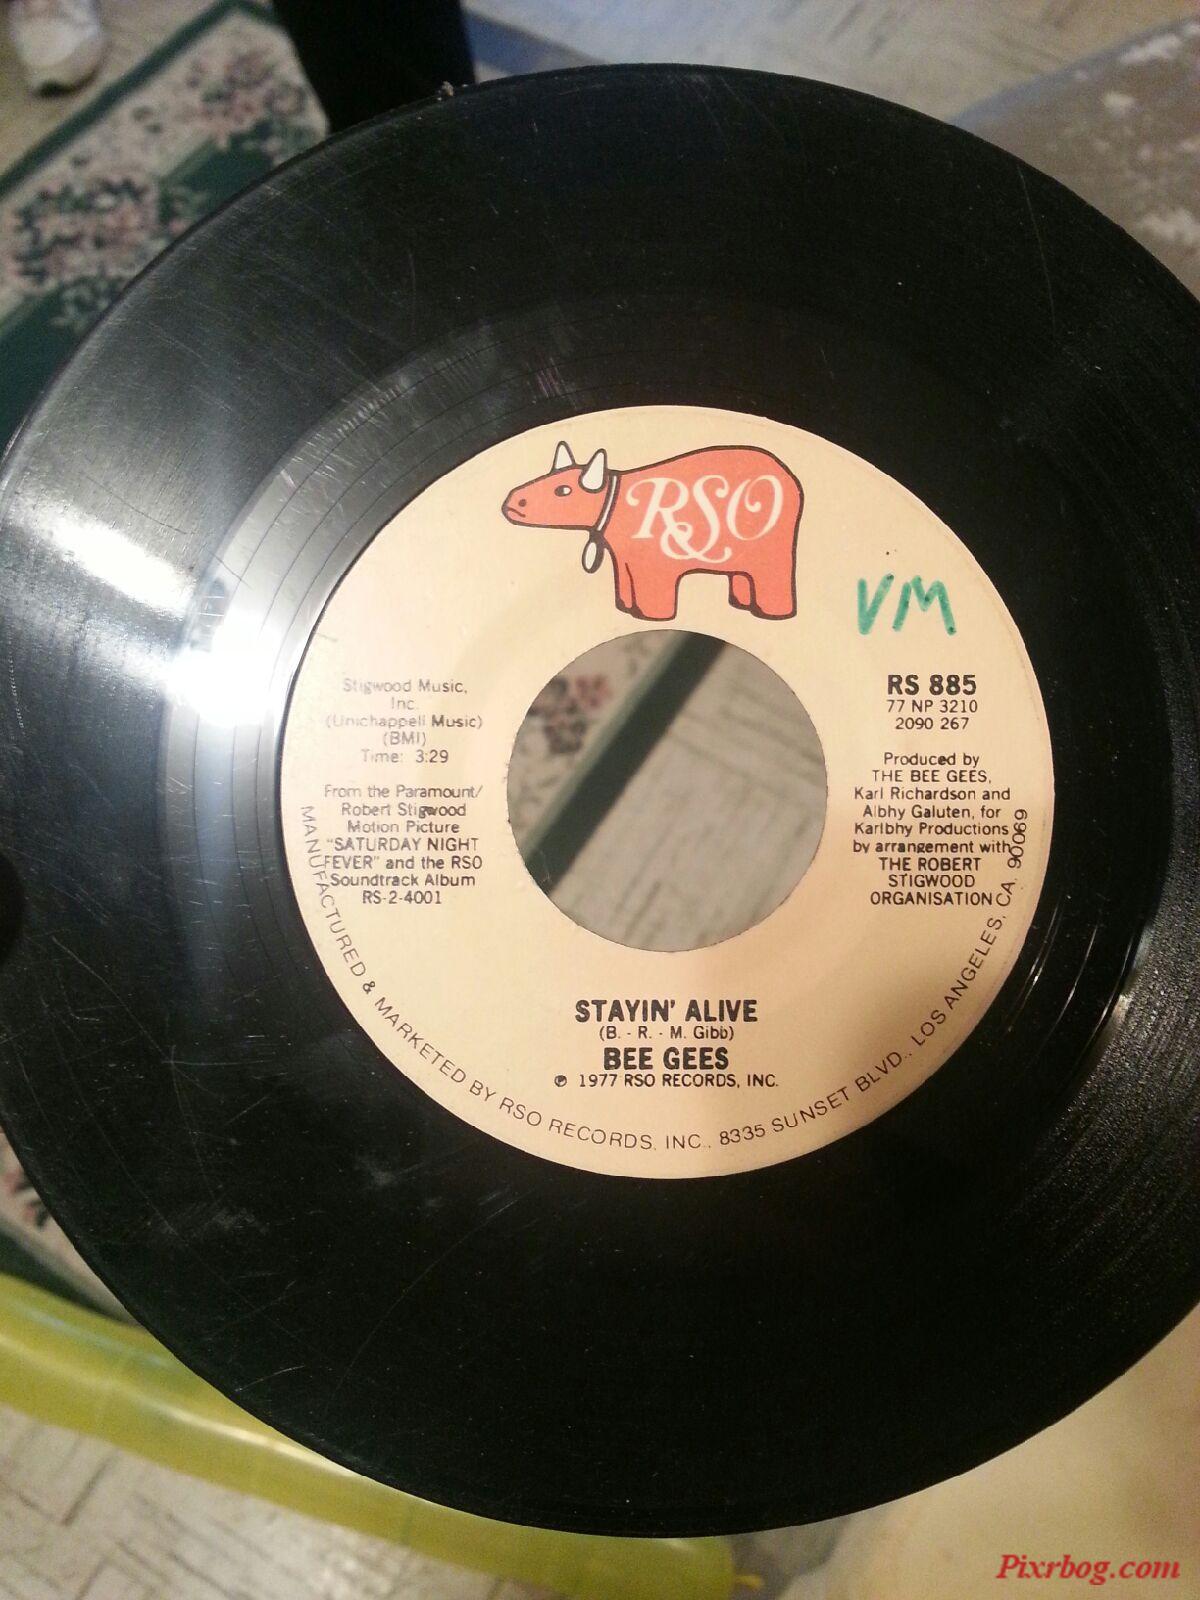 RSO
VM
RS 885
77 NP 3210
2090 267
Stigwood Music,
Inc.
(Unichappell Music)
(BMI)
Time: 3:29
From the Paramount/
Robert Stigwood
Motion Picture
"SATURDAY NIGHT
FEVER" and the RSO
Soundtrack Album
RS-2-4001
Produced by
THE BEE GEES,
Karl Richardson and
Albhy Galuten, for
Karlbhy Productions
by arrangement with
THE ROBERT
STIGWOOD
ORGANISATION
STAYIN' ALIVE
(B. - R. - M. Gibb)
BEE GEES
℗ 1977 RSO RECORDS, INC.
MANUFACTURED & MARKETED BY RSO RECORDS, INC., 8335 SUNSET BLVD., LOS ANGELES, CA. 90069
Pixrbog.com